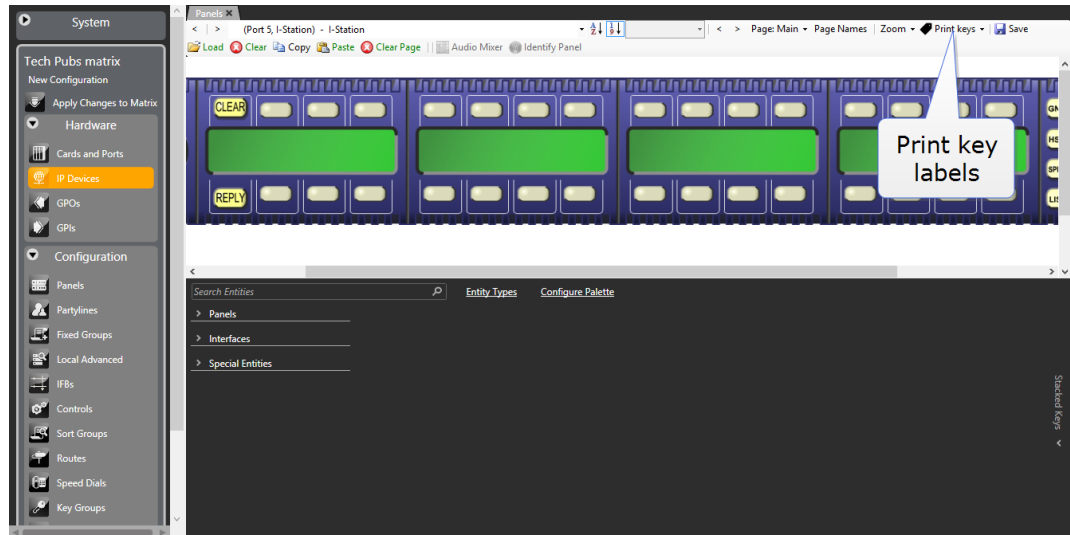 System
Tech Pubs matrix
New Configuration
Apply Changes to Matrix
Hardware
Cards and Ports
IP Devices
GPOs
GPIs
Configuration
Panels
Partylines
Fixed Groups
Local Advanced
IFBs
Controls
Sort Groups
Routes
Speed Dials
Key Groups
Panels
(Port 5, I-Station) - I-Station
Page: Main
Page Names
Zoom
Print keys
Save
Load
Clear
Copy
Paste
Clear Page
Audio Mixer
Identify Panel
CLEAR
REPLY
Print key
labels
Search Entities
Entity Types
Configure Palette
Panels
Interfaces
Special Entities
Stacked Keys